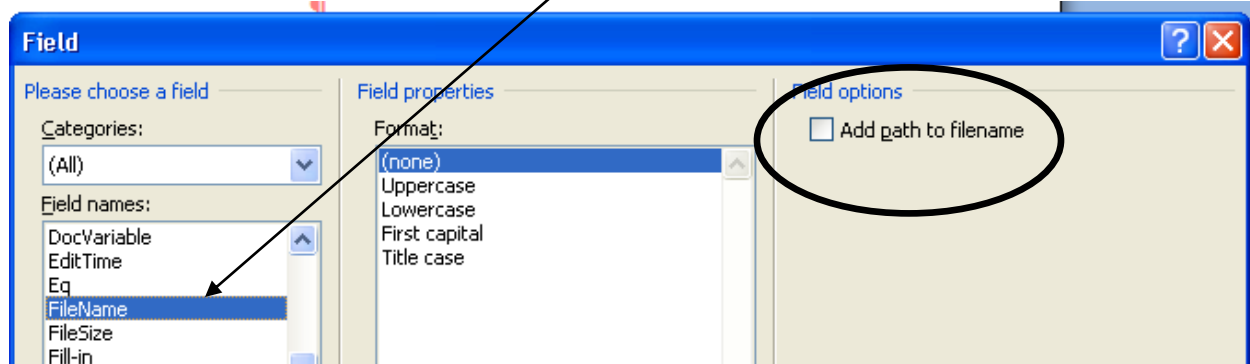 ¶
Field
?
Please choose a field
Categories:
(All)
Field names:
DocVariable
EditTime
Eq
FileName
FileSize
Fill-in
Field properties
Format:
(none)
Uppercase
Lowercase
First capital
Title case
Field options
Add path to filename